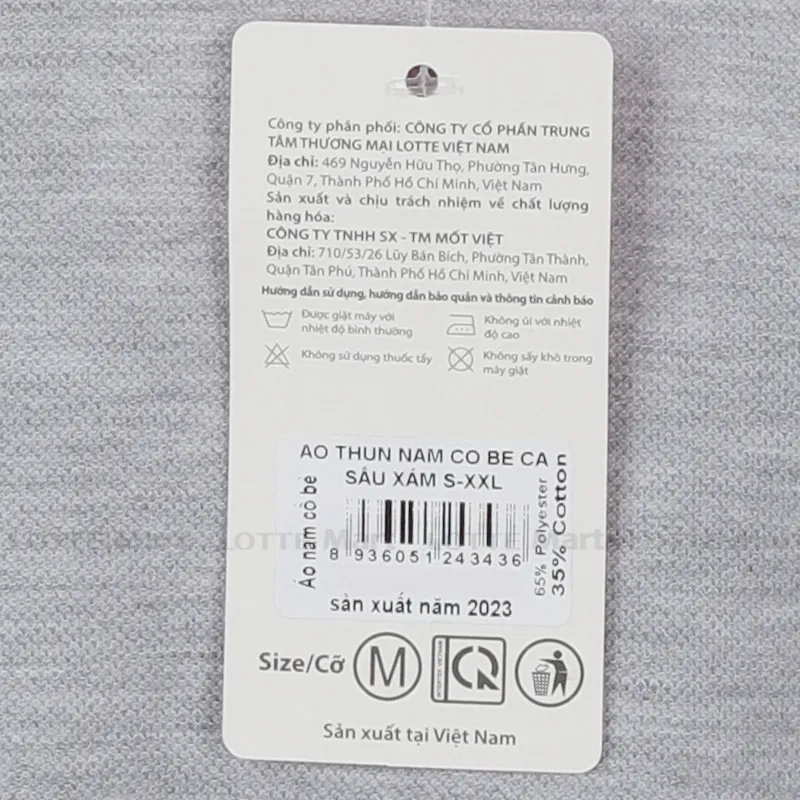 Công ty phân phối: CÔNG TY CỔ PHẦN TRUNG
TÂM THƯƠNG MẠI LOTTE VIỆT NAM
Địa chỉ: 469 Nguyễn Hữu Thọ, Phường Tân Hưng,
Quận 7, Thành Phố Hồ Chí Minh, Việt Nam
Sản xuất và chịu trách nhiệm về chất lượng
hàng hóa:
CÔNG TY TNHH SX - TM MỐT VIỆT
Địa chỉ: 710/53/26 Lũy Bán Bích, Phường Tân Thành,
Quận Tân Phú, Thành Phố Hồ Chí Minh, Việt Nam
Hướng dẫn sử dụng, hướng dẫn bảo quản và thông tin cảnh báo
Được giặt máy với
nhiệt độ bình thường
Không ủi với nhiệt
độ cao
Không sử dụng thuốc tẩy
Không sấy khô trong
máy giặt
AO THUN NAM CO BE CA
SẤU XÁM S-XXL
Áo nam cổ bẻ
8 936051 243436
65% Polyester
35% Cotton
LOTTE Mart LOTTE Mart
sản xuất năm 2023
Size/Cỡ M
INTERTEK VIETNAM
Sản xuất tại Việt Nam